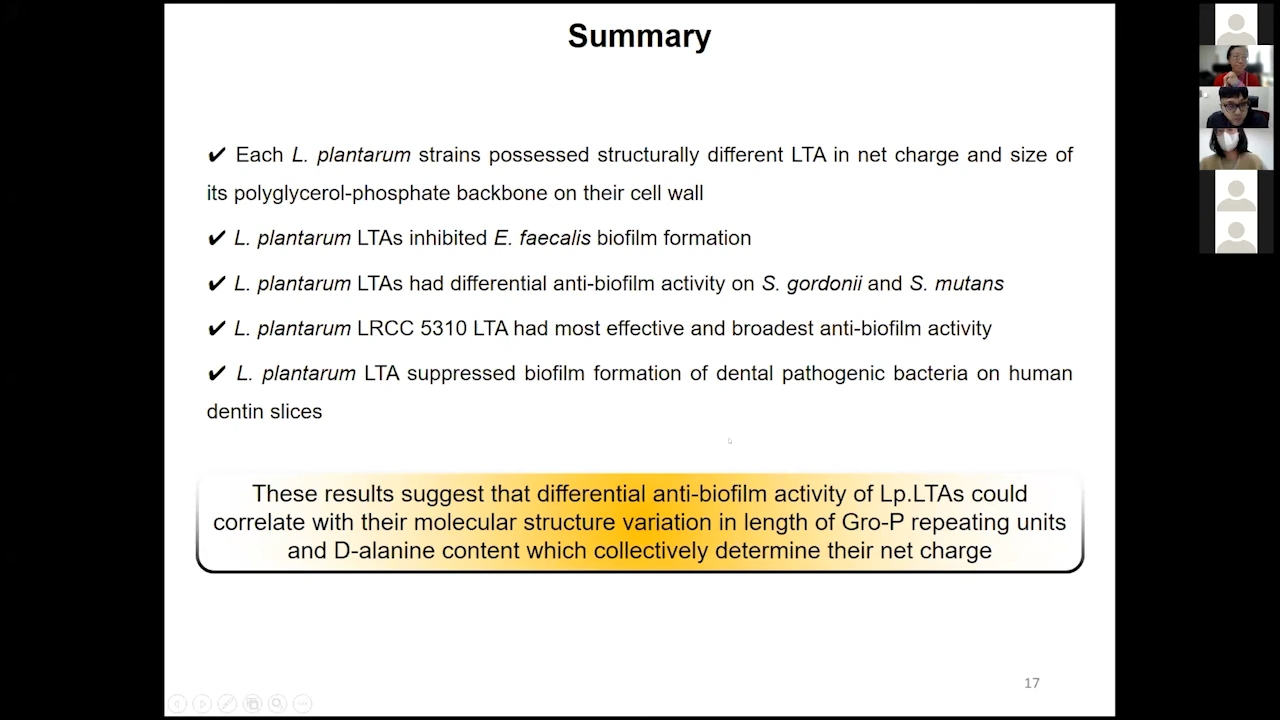 Summary
✔ Each L. plantarum strains possessed structurally different LTA in net charge and size of
its polyglycerol-phosphate backbone on their cell wall
✔ L. plantarum LTAs inhibited E. faecalis biofilm formation
✔ L. plantarum LTAs had differential anti-biofilm activity on S. gordonii and S. mutans
✔ L. plantarum LRCC 5310 LTA had most effective and broadest anti-biofilm activity
✔ L. plantarum LTA suppressed biofilm formation of dental pathogenic bacteria on human
dentin slices
These results suggest that differential anti-biofilm activity of Lp.LTAs could
correlate with their molecular structure variation in length of Gro-P repeating units
and D-alanine content which collectively determine their net charge
17